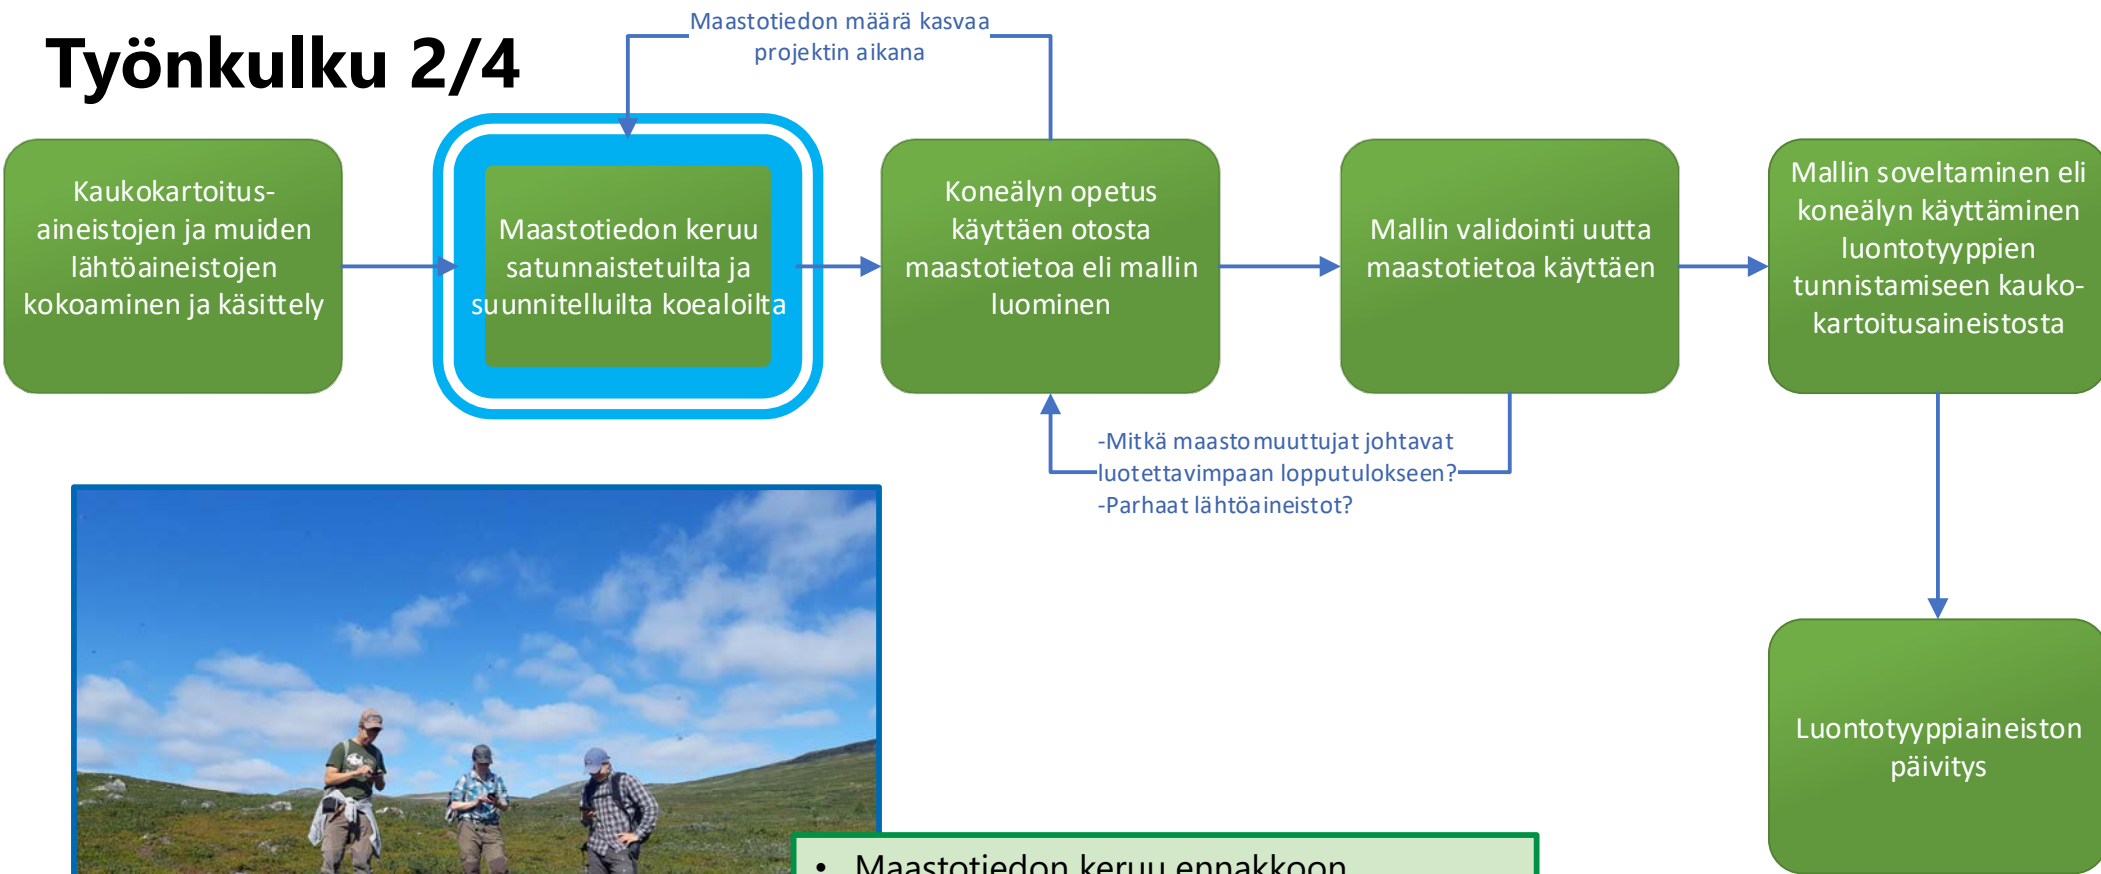 Työnkulku 2/4
Maastotiedon määrä kasvaa
projektin aikana
Kaukokartoitus-
aineistojen ja muiden
lähtöaineistojen
kokoaminen ja käsittely
Maastotiedon keruu
satunnaistetuilta ja
suunnitelluilta koealoilta
Koneälyn opetus
käyttäen otosta
maastotietoa eli mallin
luominen
Mallin validointi uutta
maastotietoa käyttäen
Mallin soveltaminen eli
koneälyn käyttäminen
luontotyyppien
tunnistamiseen kauko-
kartoitusaineistosta
-Mitkä maastomuuttujat johtavat
luotettavimpaan lopputulokseen?
-Parhaat lähtöaineistot?
Luontotyyppiaineiston
päivitys
• Maastotiedon keruu ennakkoon